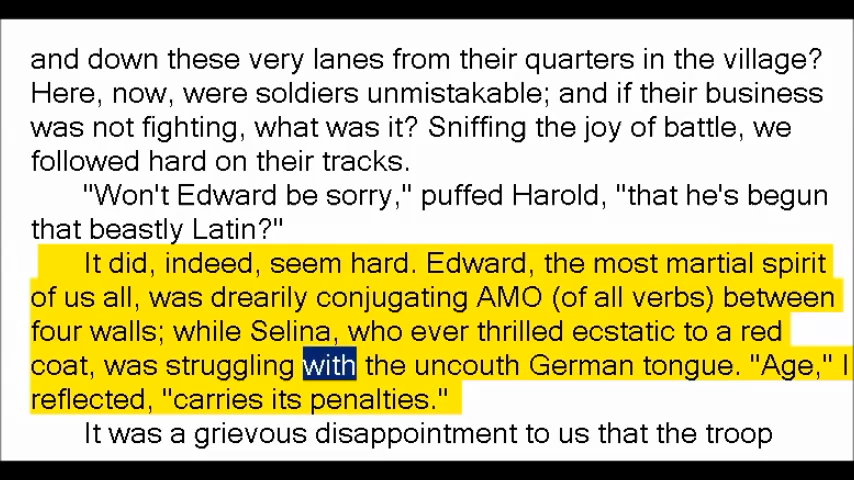 and down these very lanes from their quarters in the village?
Here, now, were soldiers unmistakable; and if their business
was not fighting, what was it? Sniffing the joy of battle, we
followed hard on their tracks.
"Won't Edward be sorry," puffed Harold, "that he's begun
that beastly Latin?"
It did, indeed, seem hard. Edward, the most martial spirit
of us all, was drearily conjugating AMO (of all verbs) between
four walls; while Selina, who ever thrilled ecstatic to a red
coat, was struggling with the uncouth German tongue. "Age," I
reflected, "carries its penalties."
It was a grievous disappointment to us that the troop